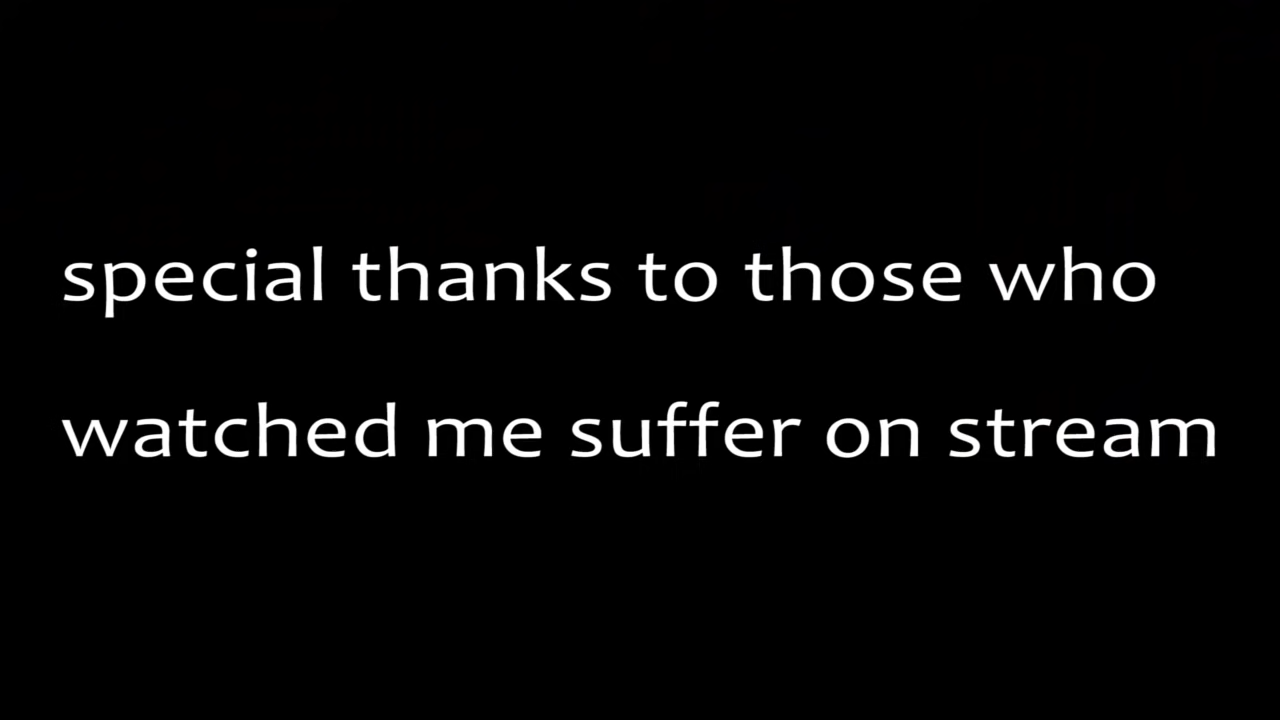 special thanks to those who
watched me suffer on stream